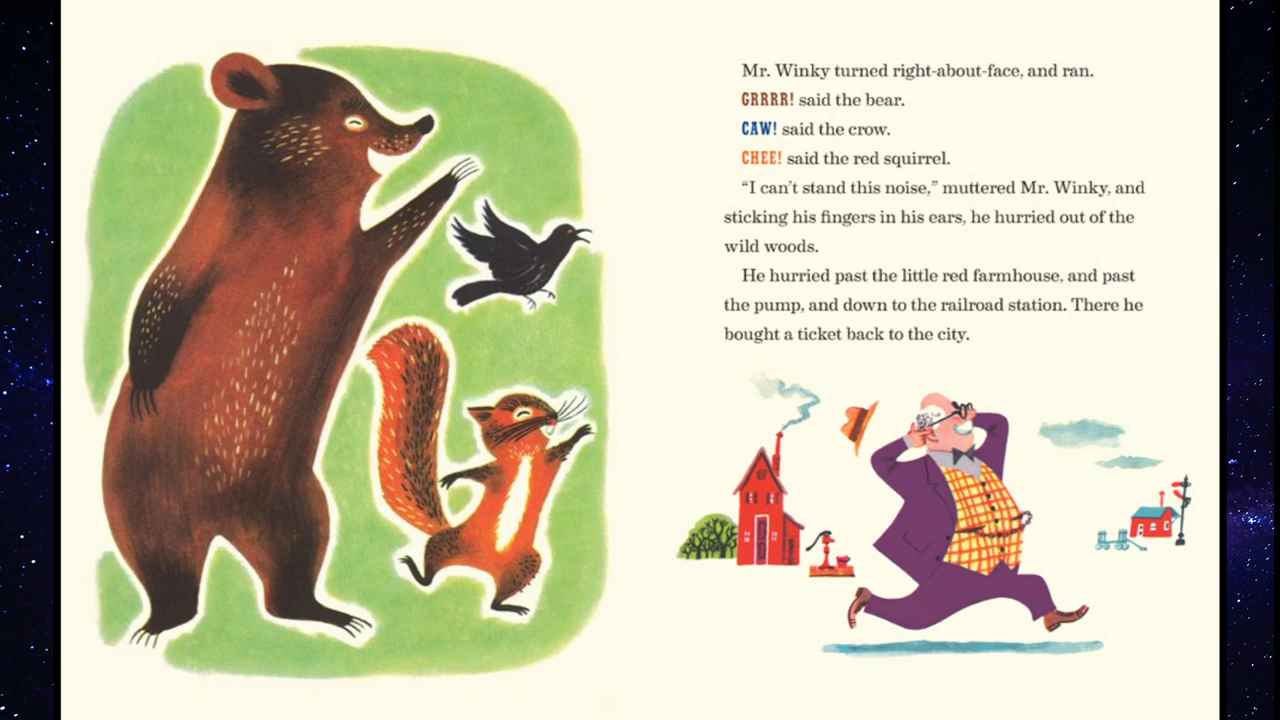 Mr. Winky turned right-about-face, and ran.
GRRRR! said the bear.
CAW! said the crow.
CHEE! said the red squirrel.
“I can’t stand this noise,” muttered Mr. Winky, and
sticking his fingers in his ears, he hurried out of the
wild woods.
He hurried past the little red farmhouse, and past
the pump, and down to the railroad station. There he
bought a ticket back to the city.